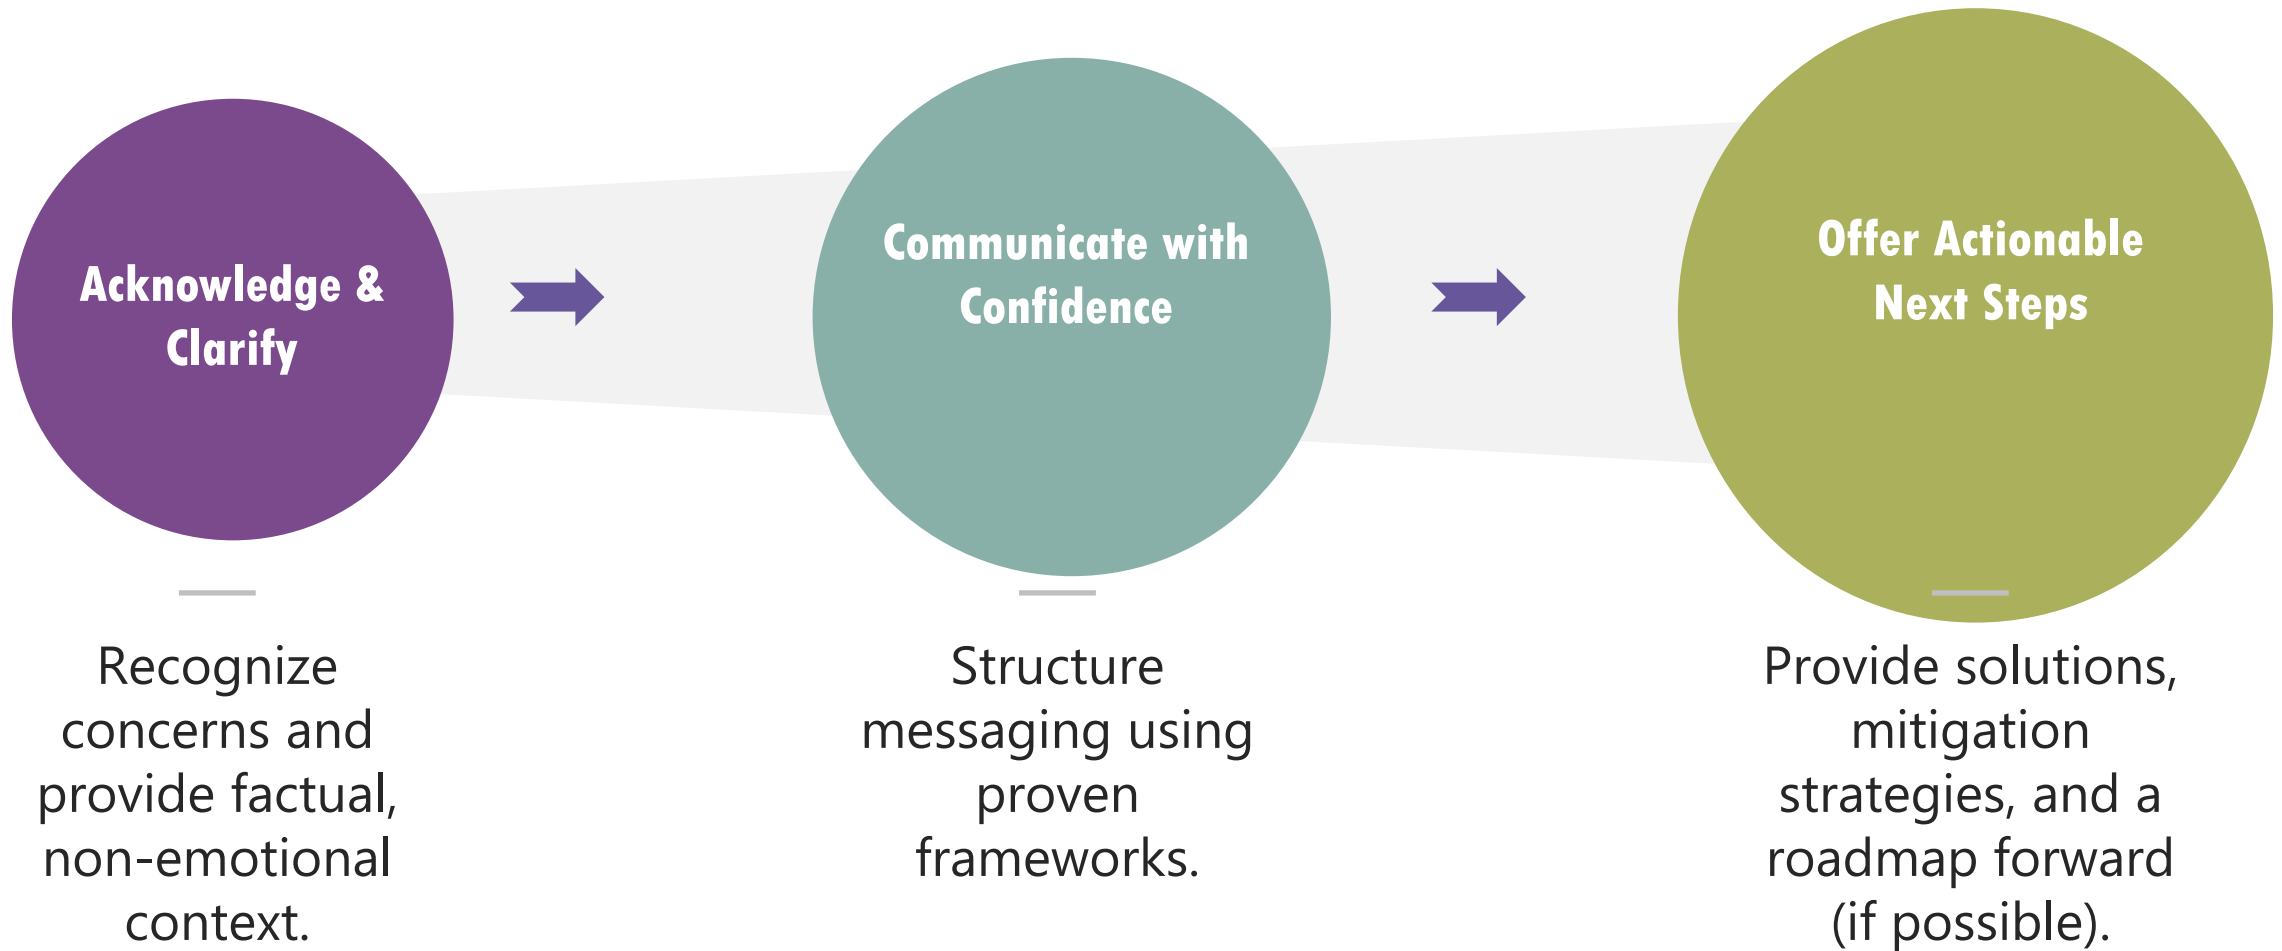 Acknowledge &
Clarify
Communicate with
Confidence
Offer Actionable
Next Steps
Recognize
concerns and
provide factual,
non-emotional
context.
Structure
messaging using
proven
frameworks.
Provide solutions,
mitigation
strategies, and a
roadmap forward
(if possible).